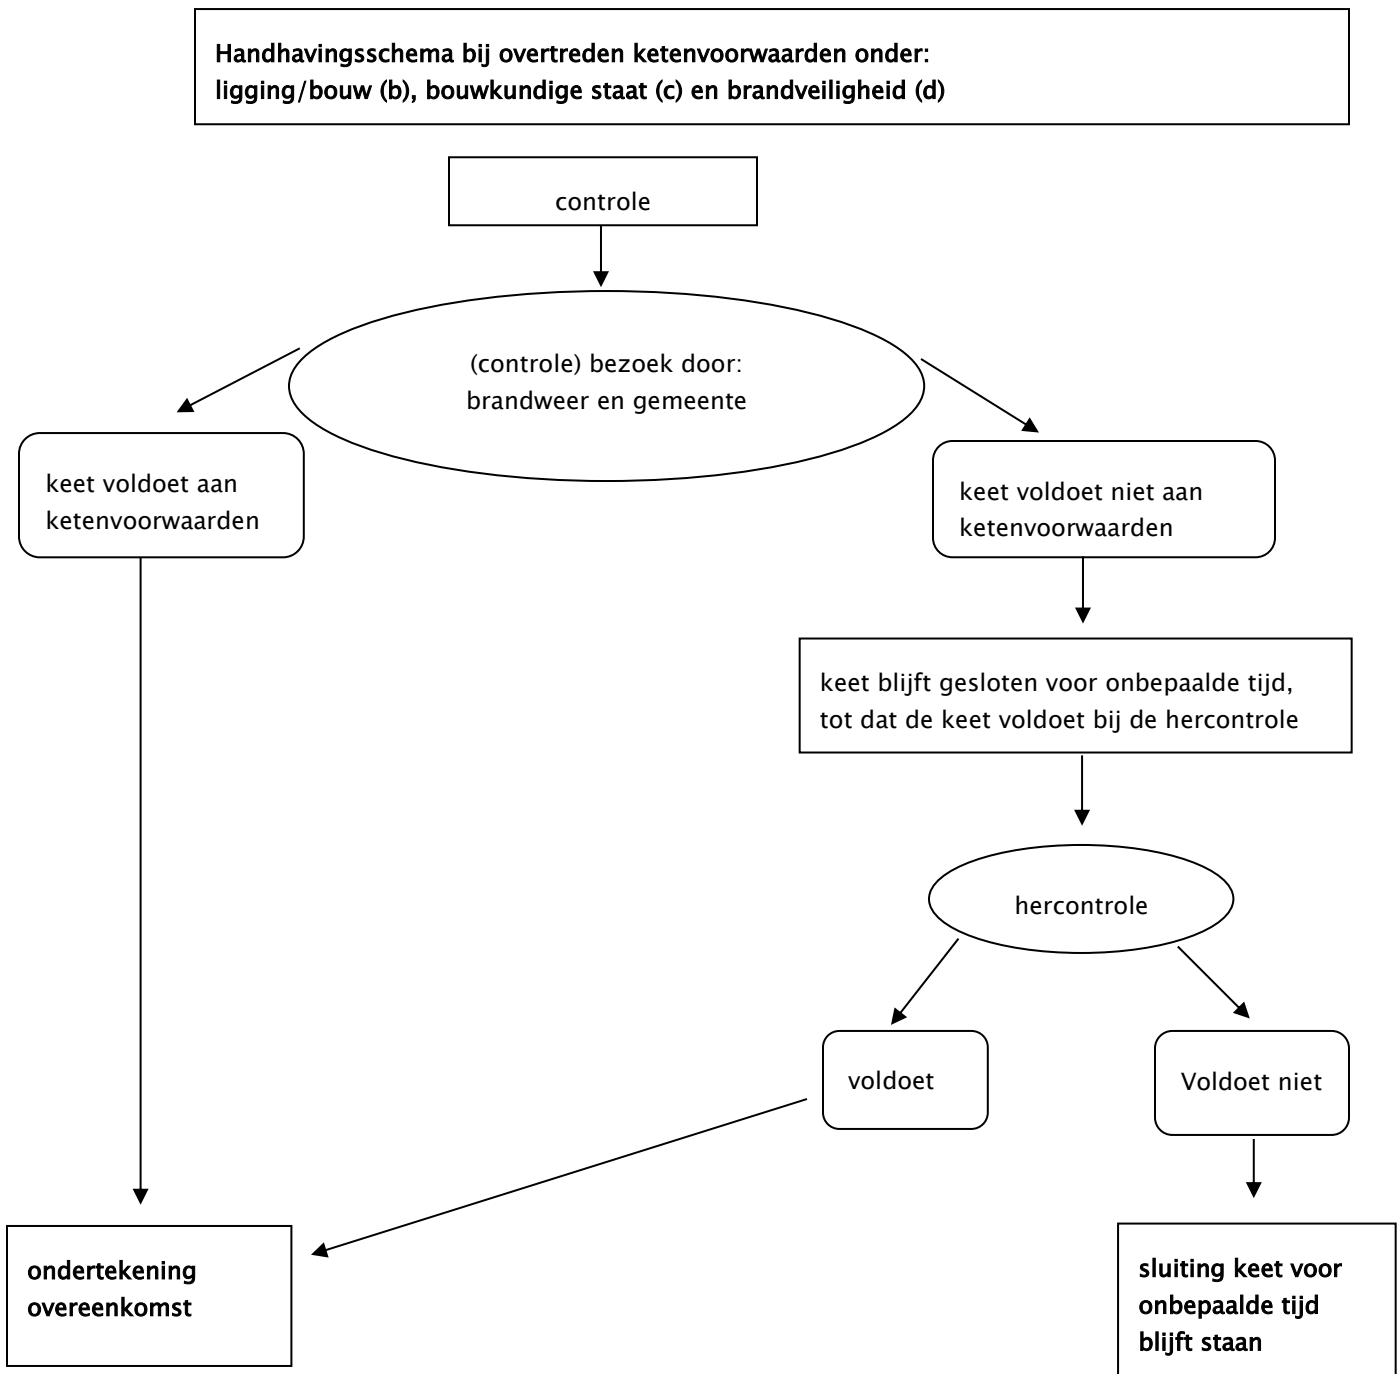 Handhavingsschema bij overtreden ketenvoorwaarden onder:
ligging/bouw (b), bouwkundige staat (c) en brandveiligheid (d)
controle
(controle) bezoek door:
brandweer en gemeente
keet voldoet aan
ketenvoorwaarden
keet voldoet niet aan
ketenvoorwaarden
keet blijft gesloten voor onbepaalde tijd,
tot dat de keet voldoet bij de hercontrole
hercontrole
voldoet
Voldoet niet
ondertekening
overeenkomst
sluiting keet voor
onbepaalde tijd
blijft staan